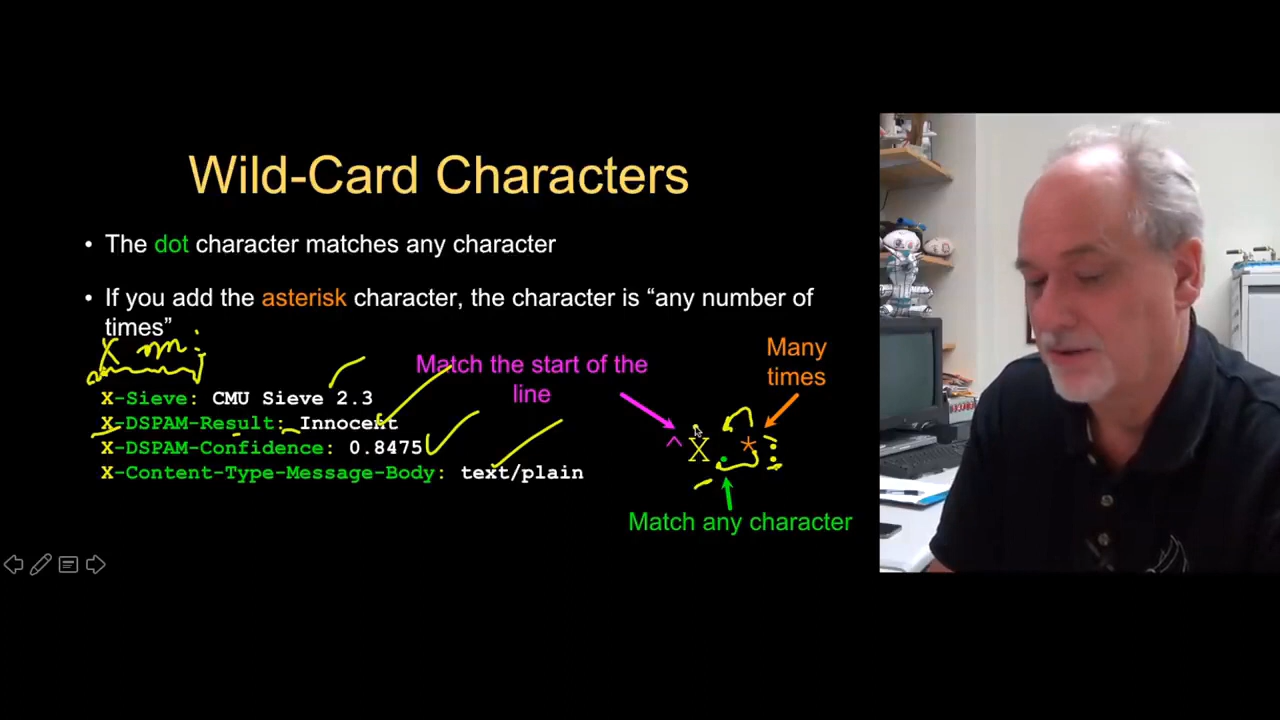 Wild-Card Characters
• The dot character matches any character
• If you add the asterisk character, the character is “any number of
times”
X-Sieve: CMU Sieve 2.3
X-DSPAM-Result: Innocent
X-DSPAM-Confidence: 0.8475
X-Content-Type-Message-Body: text/plain
Match the start of the
line
Many
times
^X.*:
Match any character